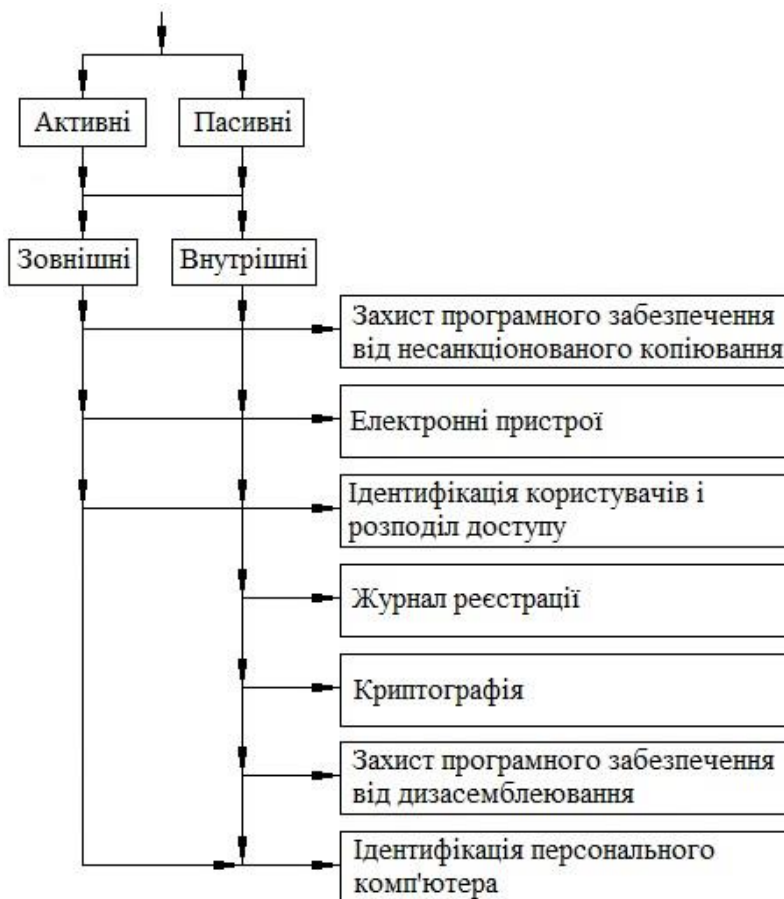 Активні
Пасивні
Зовнішні
Внутрішні
Захист програмного забезпечення
від несанкціонованого копіювання
Електронні пристрої
Ідентифікація користувачів і
розподіл доступу
Журнал реєстрації
Криптографія
Захист програмного забезпечення
від дизасемблеювання
Ідентифікація персонального
комп'ютера